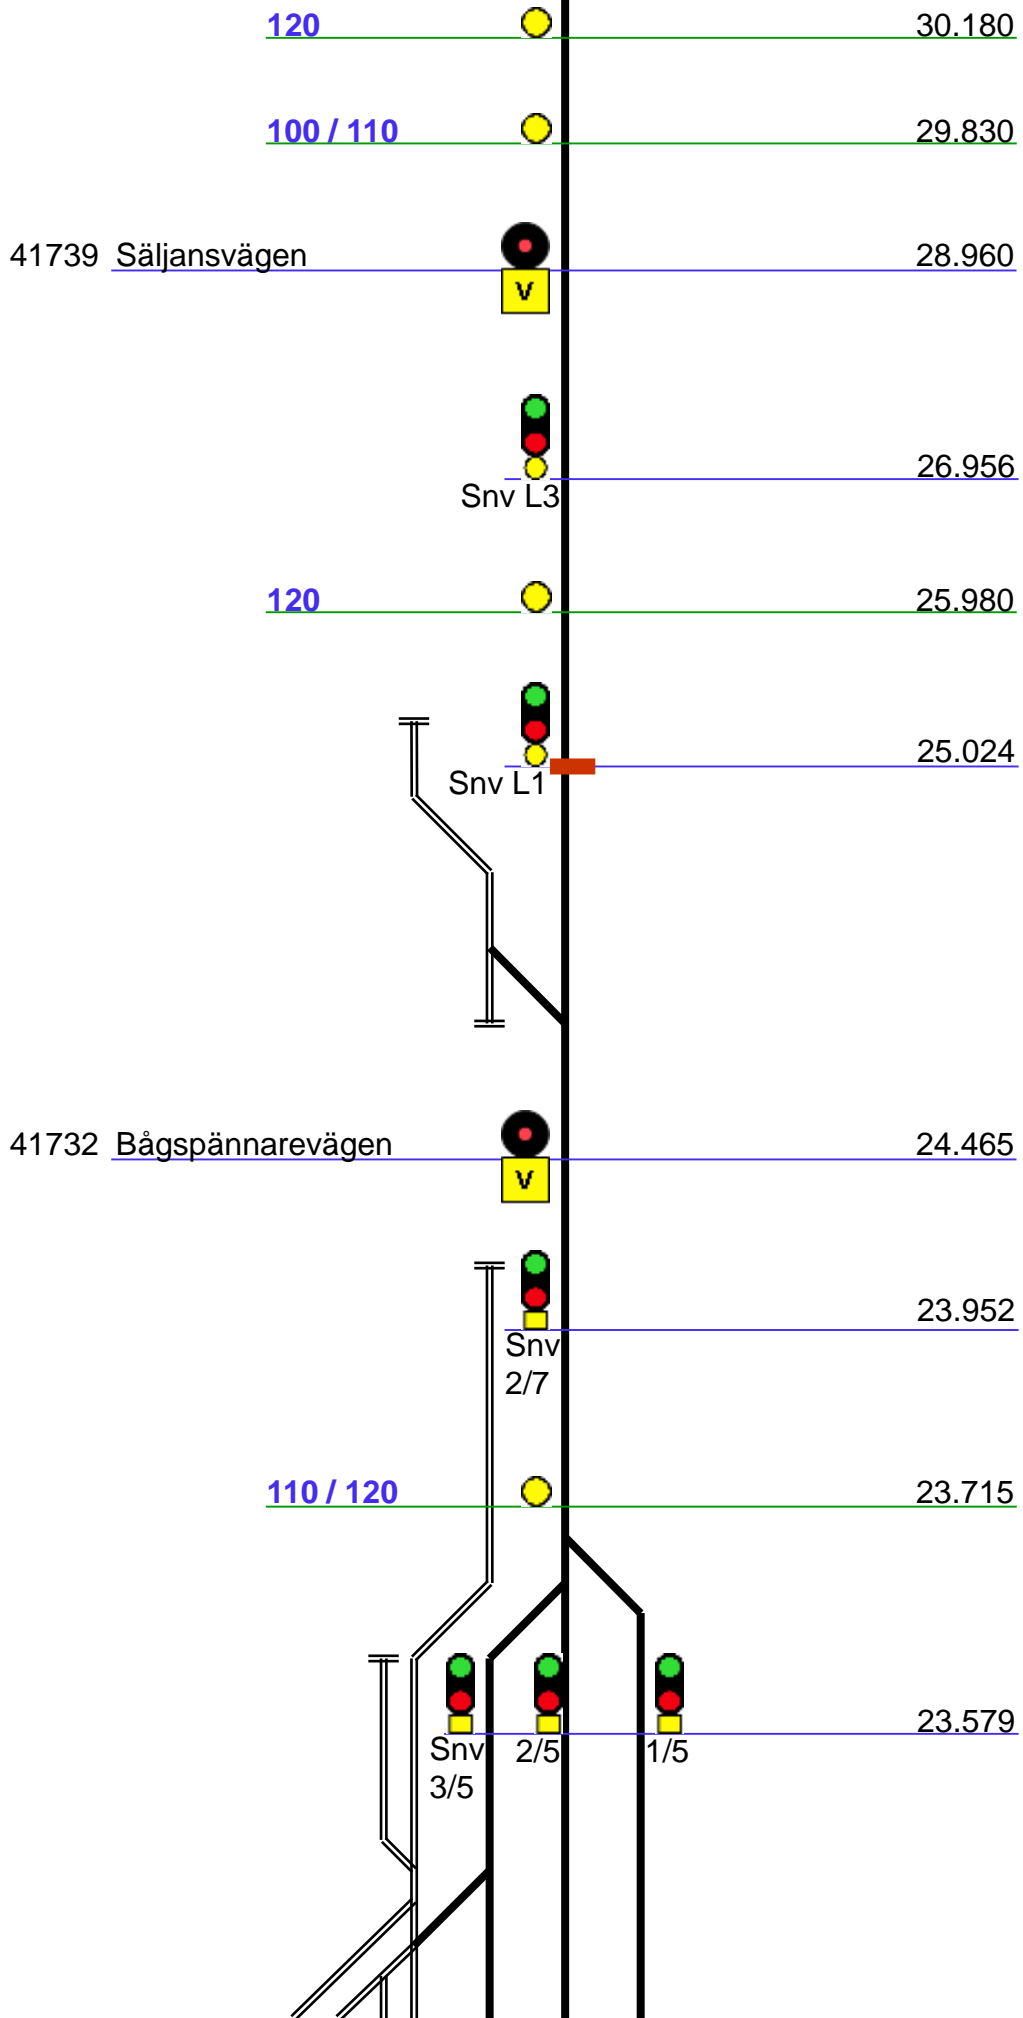 120 30.180
100 / 110 29.830
41739 Säljansvägen 28.960
V
26.956
Snv L3
120 25.980
25.024
Snv L1
41732 Bågspännarevägen 24.465
V
23.952
Snv
2/7
110 / 120 23.715
23.579
Snv 2/5 1/5
3/5